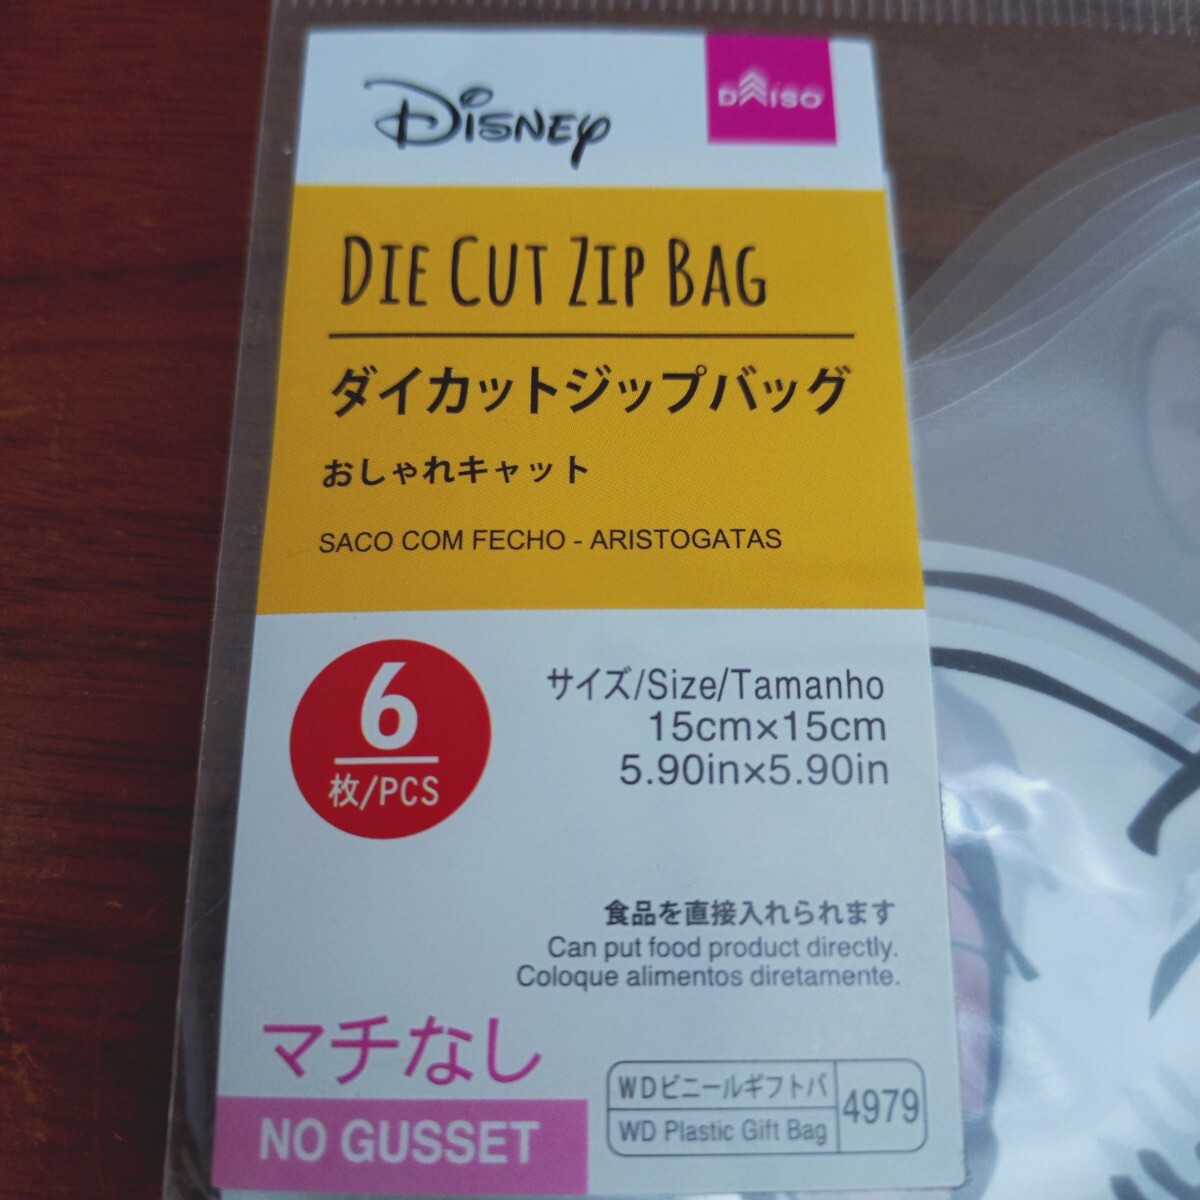 Disney
DAISO
DIE CUT ZIP BAG
ダイカットジップバッグ
おしゃれキャット
SACO COM FECHO - ARISTOGATAS
6
枚/PCS
サイズ/Size/Tamanho
15cm×15cm
5.90in×5.90in
食品を直接入れられます
Can put food product directly.
Coloque alimentos diretamente.
マチなし
NO GUSSET
WDビニールギフトバ
WD Plastic Gift Bag
4979